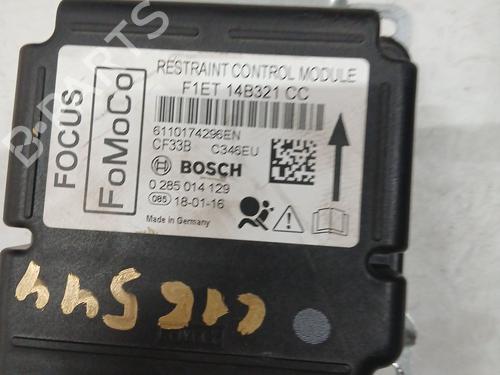 RESTRAINT CONTROL MODULE
F1ET 14B321 CC
FOCUS
FoMoCo
6110174296EN
CF33B C346EU
BOSCH
0 285 014 129
085 18-01-16
Made in Germany
B-PARTS